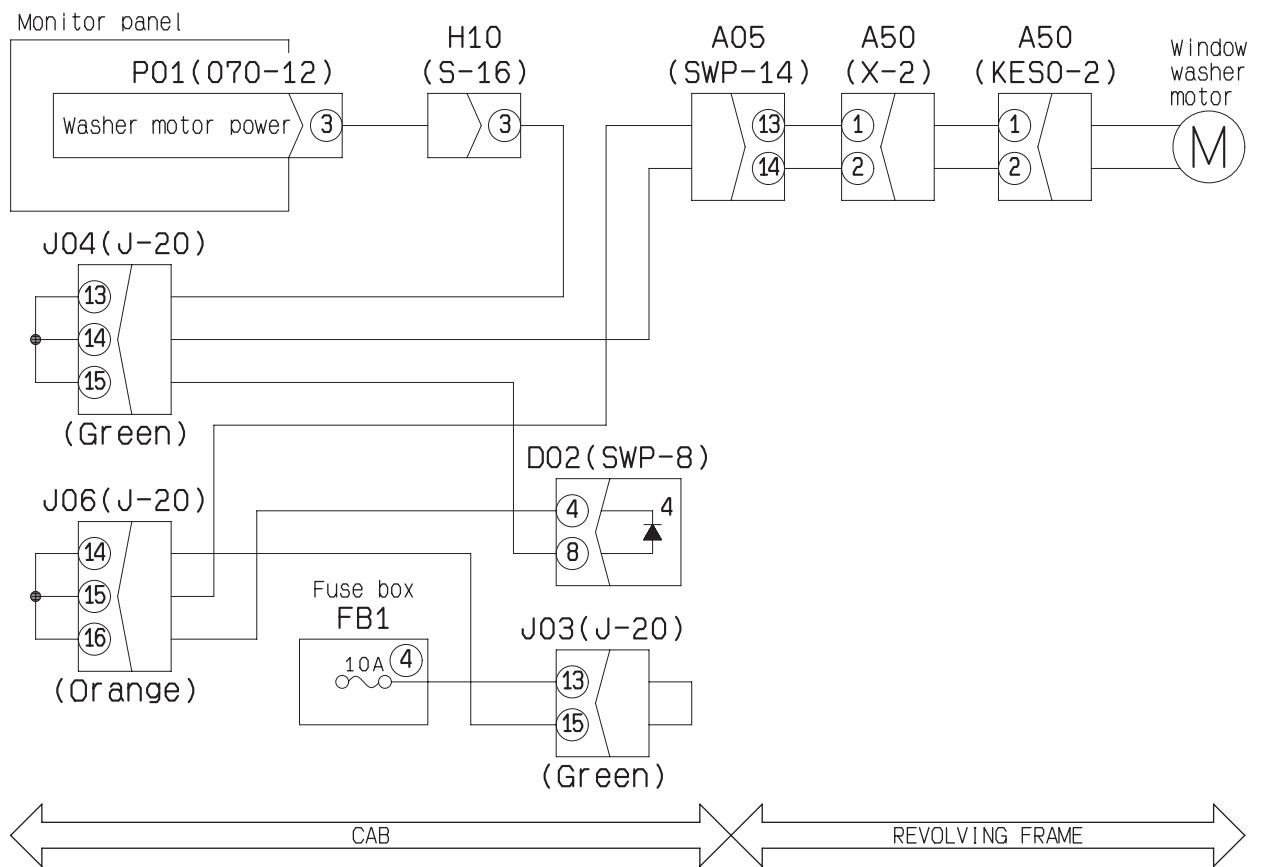 Monitor panel
P01(070-12)
Washer motor power
3
H10
(S-16)
3
A05
(SWP-14)
13
14
A50
(X-2)
1
2
A50
(KES0-2)
1
2
Window
washer
motor
M
J04(J-20)
13
14
15
(Green)
J06(J-20)
14
15
16
(Orange)
D02(SWP-8)
4
8
4
Fuse box
FB1
10A
4
J03(J-20)
13
15
(Green)
CAB
REVOLVING FRAME